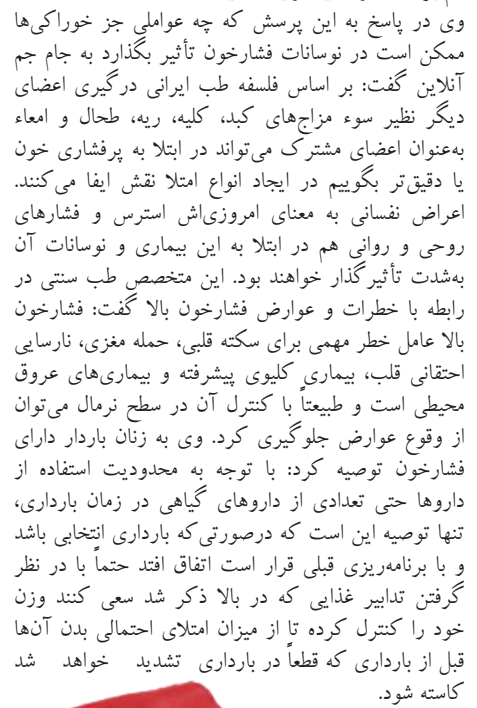 وی در پاسخ به این پرسش که چه عواملی جز خوراکی‌ها
ممکن است در نوسانات فشارخون تأثیر بگذارد به جام جم
آنلاین گفت: بر اساس فلسفه طب ایرانی درگیری اعضای
دیگر نظیر سوء مزاج‌های کبد، کلیه، ریه، طحال و امعاء
به‌عنوان اعضای مشترک می‌تواند در ابتلا به پرفشاری خون
یا دقیق‌تر بگوییم در ایجاد انواع امتلا نقش ایفا می‌کنند.
اعراض نفسانی به معنای امروزی‌اش استرس و فشارهای
روحی و روانی هم در ابتلا به این بیماری و نوسانات آن
به‌شدت تأثیرگذار خواهند بود. این متخصص طب سنتی در
رابطه با خطرات و عوارض فشارخون بالا گفت: فشارخون
بالا عامل خطر مهمی برای سکته قلبی، حمله مغزی، نارسایی
احتقانی قلب، بیماری کلیوی پیشرفته و بیماری‌های عروق
محیطی است و طبیعتاً با کنترل آن در سطح نرمال می‌توان
از وقوع عوارض جلوگیری کرد. وی به زنان باردار دارای
فشارخون توصیه کرد: با توجه به محدودیت استفاده از
داروها حتی تعدادی از داروهای گیاهی در زمان بارداری،
تنها توصیه این است که درصورتی‌که بارداری انتخابی باشد
و با برنامه‌ریزی قبلی قرار است اتفاق افتد حتماً با در نظر
گرفتن تدابیر غذایی که در بالا ذکر شد سعی کنند وزن
خود را کنترل کرده تا از میزان امتلای احتمالی بدن آن‌ها
قبل از بارداری که قطعاً در بارداری تشدید خواهد شد
کاسته شود.